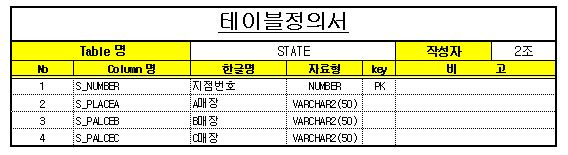 테이블정의서
Table 명 STATE 작성자 2조
No Column 명 한글명 자료형 key 비 고
1 S_NUMBER 지점번호 NUMBER PK
2 S_PLACEA A매장 VARCHAR2(50)
3 S_PALCEB B매장 VARCHAR2(50)
4 S_PALCEC C매장 VARCHAR2(50)